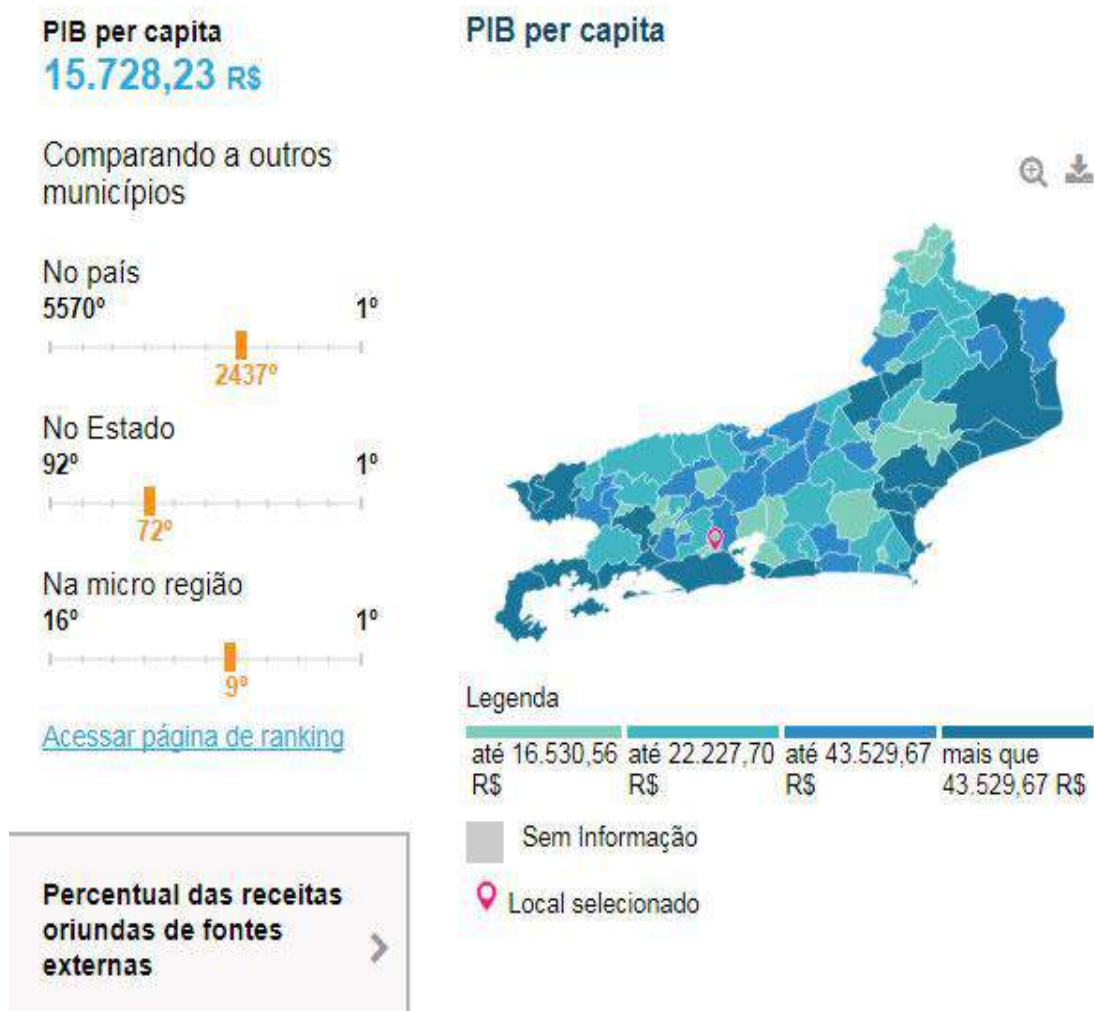 PIB per capita
15.728,23 R$
Comparando a outros
municípios
No país
5570º 1º
2437º
No Estado
92º 1º
72º
Na micro região
16º 1º
9º
Acessar página de ranking
Percentual das receitas
oriundas de fontes
externas
PIB per capita
Legenda
até 16.530,56 até 22.227,70 até 43.529,67 mais que
R$ R$ R$ 43.529,67 R$
Sem Informação
Local selecionado